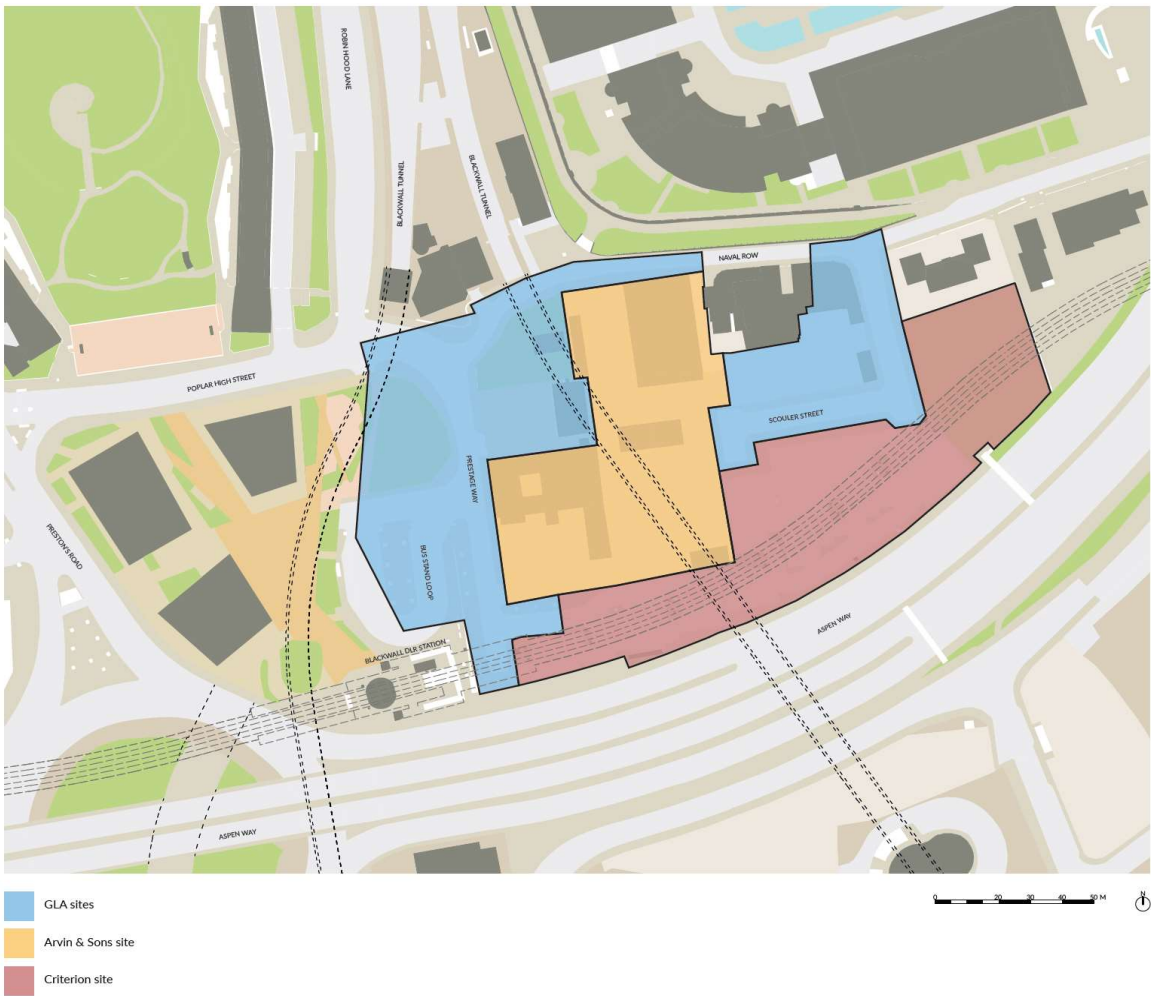 ROBIN HOOD LANE
BLACKWALL TUNNEL
BLACKWALL TUNNEL
NAVAL ROW
POPLAR HIGH STREET
SCOULER STREET
PRESTAGE WAY
PRESTON'S ROAD
BUS STAND LOOP
ASPEN WAY
BLACKWALL DLR STATION
ASPEN WAY
GLA sites
0 20 30 40 50 M
N
Arvin & Sons site
Criterion site